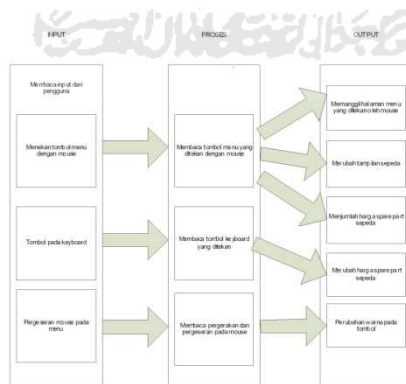 INPUT
PROSES
OUTPUT
Membaca input dari
pengguna
Menekan tombol menu
dengan mouse
Tombol pada keyboard
Pergeseran mouse pada
menu
Membaca tombol menu yang
ditekan dengan mouse
Membaca tombol keyboard
yang ditekan
Membaca pergerakan dan
pergeseran pada mouse
Memanggil halaman menu
yang ditekan oleh mouse
Merubah tampilan sepeda
Menjumlah harga spare part
sepeda
Merubah harga spare part
sepeda
Perubahan warna pada
tombol